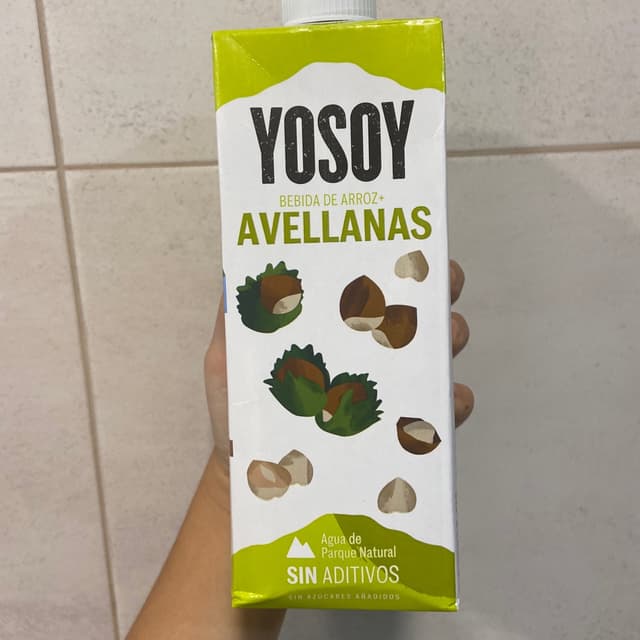 YOSOY
BEBIDA DE ARROZ+
AVELLANAS
Agua de
Parque Natural
SIN ADITIVOS
SIN AZÚCARES AÑADIDOS